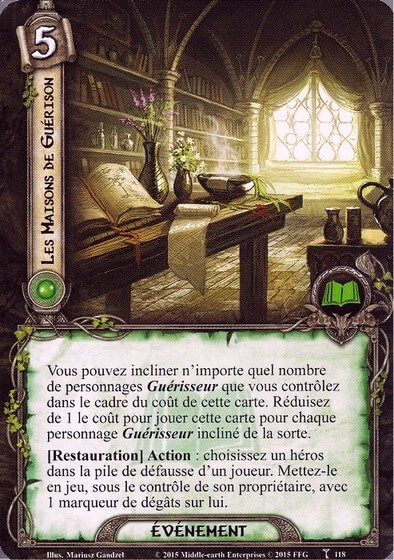 5
Les Maisons de Guérison
Vous pouvez incliner n'importe quel nombre
de personnages Guérisseur que vous contrôlez
dans le cadre du coût de cette carte. Réduisez
de 1 le coût pour jouer cette carte pour chaque
personnage Guérisseur incliné de la sorte.
[Restauration] Action : choisissez un héros
dans la pile de défausse d'un joueur. Mettez-le
en jeu, sous le contrôle de son propriétaire, avec
1 marqueur de dégâts sur lui.
ÉVÉNEMENT
Illus. Mariusz Gandzel © 2015 Middle-earth Enterprises © 2015 FFG 118